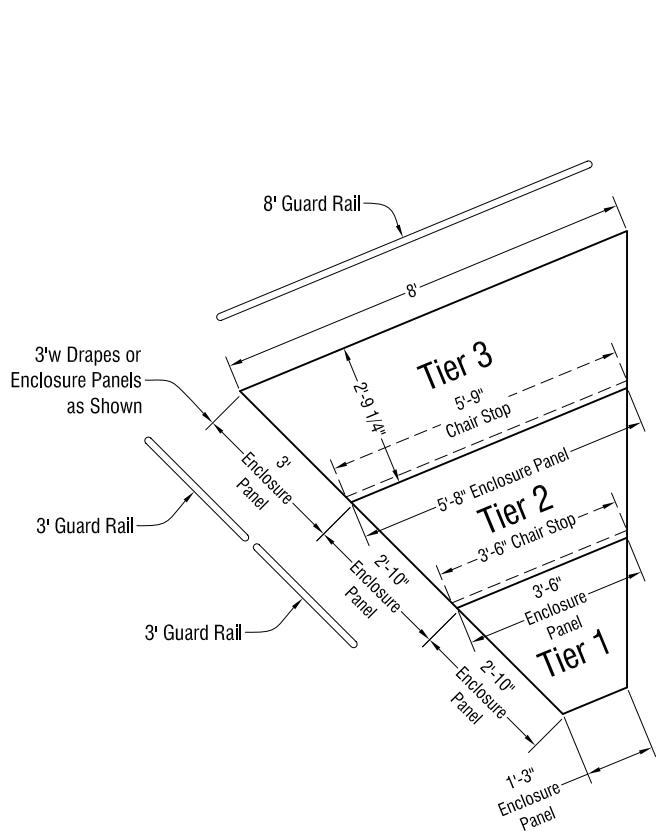 8' Guard Rail
8'
3'w Drapes or
Enclosure Panels
as Shown
Tier 3
2'-9 1/4"
5'-9"
Chair Stop
3'
Enclosure
Panel
3' Guard Rail
5'-8" Enclosure Panel
Tier 2
3'-6" Chair Stop
2'-10"
Enclosure
Panel
3' Guard Rail
3'-6"
Enclosure
Panel
Tier 1
2'-10"
Enclosure
Panel
1'-3"
Enclosure
Panel